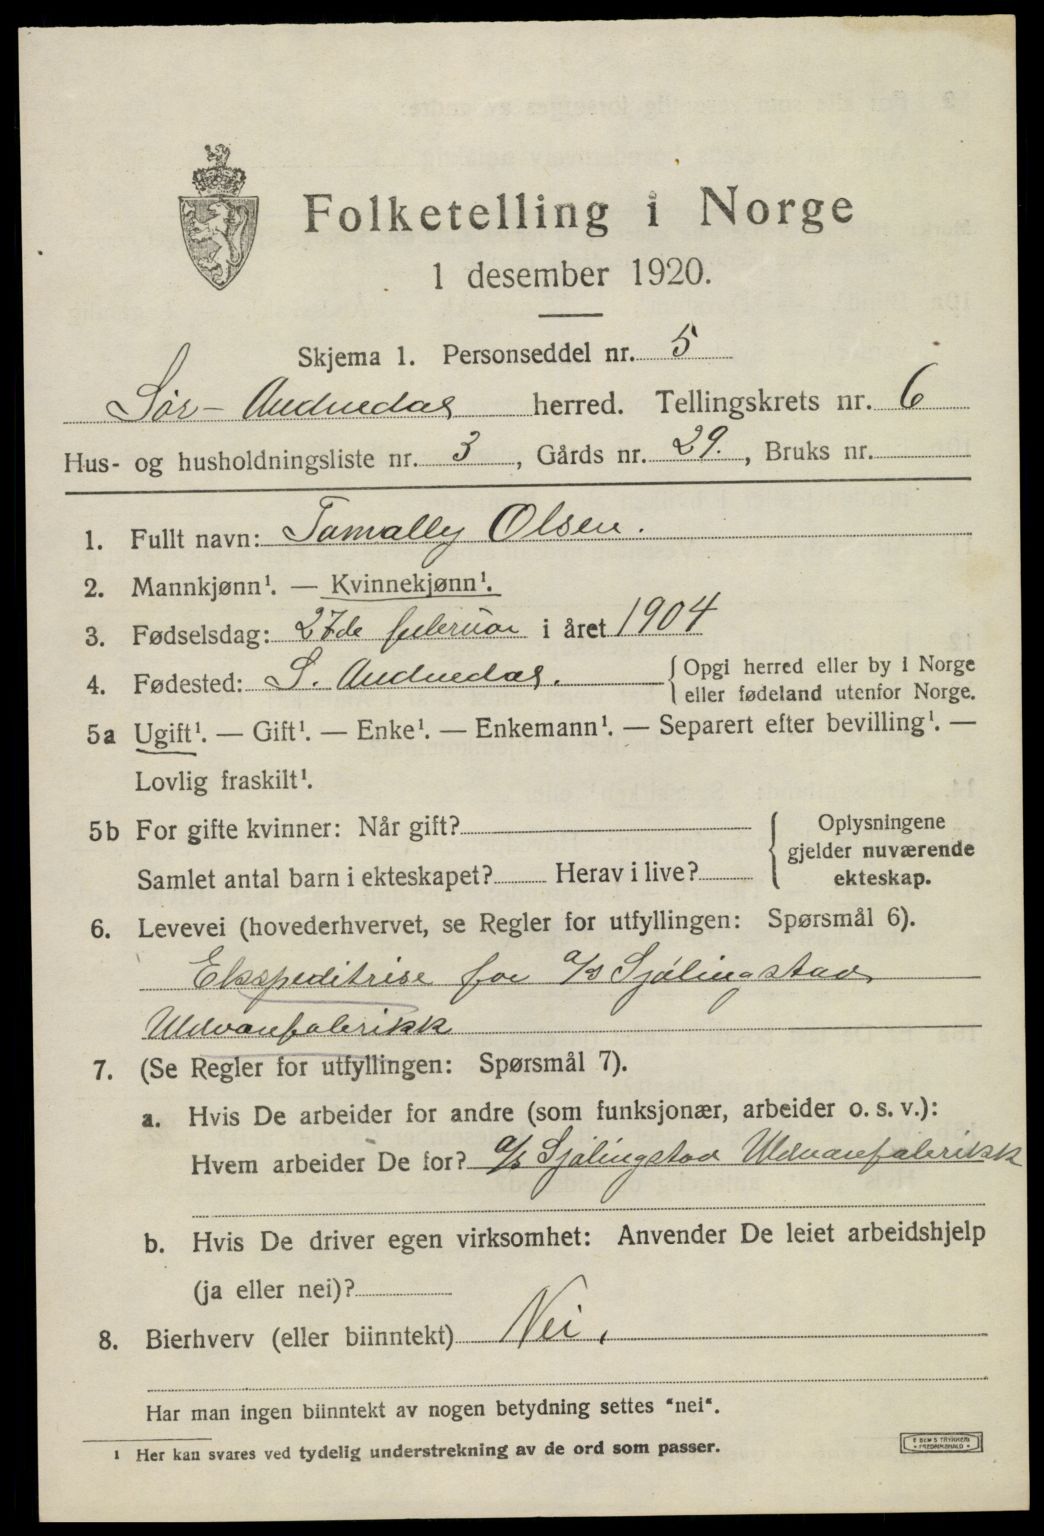 Folketelling i Norge
1 desember 1920.
Skjema 1. Personseddel nr. 5
Sør-Audnedal herred. Tellingskrets nr. 6
Hus- og husholdningsliste nr. 3, Gårds nr. 29., Bruks nr.
1. Fullt navn: Tomally Olsen.
2. Mannkjønn¹. — Kvinnekjønn¹.
3. Fødselsdag: 27de februar i året 1904
4. Fødested: S. Audnedal. { Opgi herred eller by i Norge
eller fødeland utenfor Norge.
5a Ugift¹. — Gift¹. — Enke¹. — Enkemann¹. — Separert efter bevilling¹. —
Lovlig fraskilt¹.
5b For gifte kvinner: Når gift? { Oplysningene
gjelder nuværende
Samlet antal barn i ekteskapet? Herav i live? ekteskap.
6. Levevei (hovederhvervet, se Regler for utfyllingen: Spørsmål 6).
Ekspeditrise for a/s Sjølingstad
Uldvarefabrikk
7. (Se Regler for utfyllingen: Spørsmål 7).
a. Hvis De arbeider for andre (som funksjonær, arbeider o. s. v.):
Hvem arbeider De for? a/s Sjølingstad Uldvarefabrikk
b. Hvis De driver egen virksomhet: Anvender De leiet arbeidshjelp
(ja eller nei)?
8. Bierhverv (eller biinntekt) Nei.
Har man ingen biinntekt av nogen betydning settes "nei".
¹ Her kan svares ved tydelig understrekning av de ord som passer.